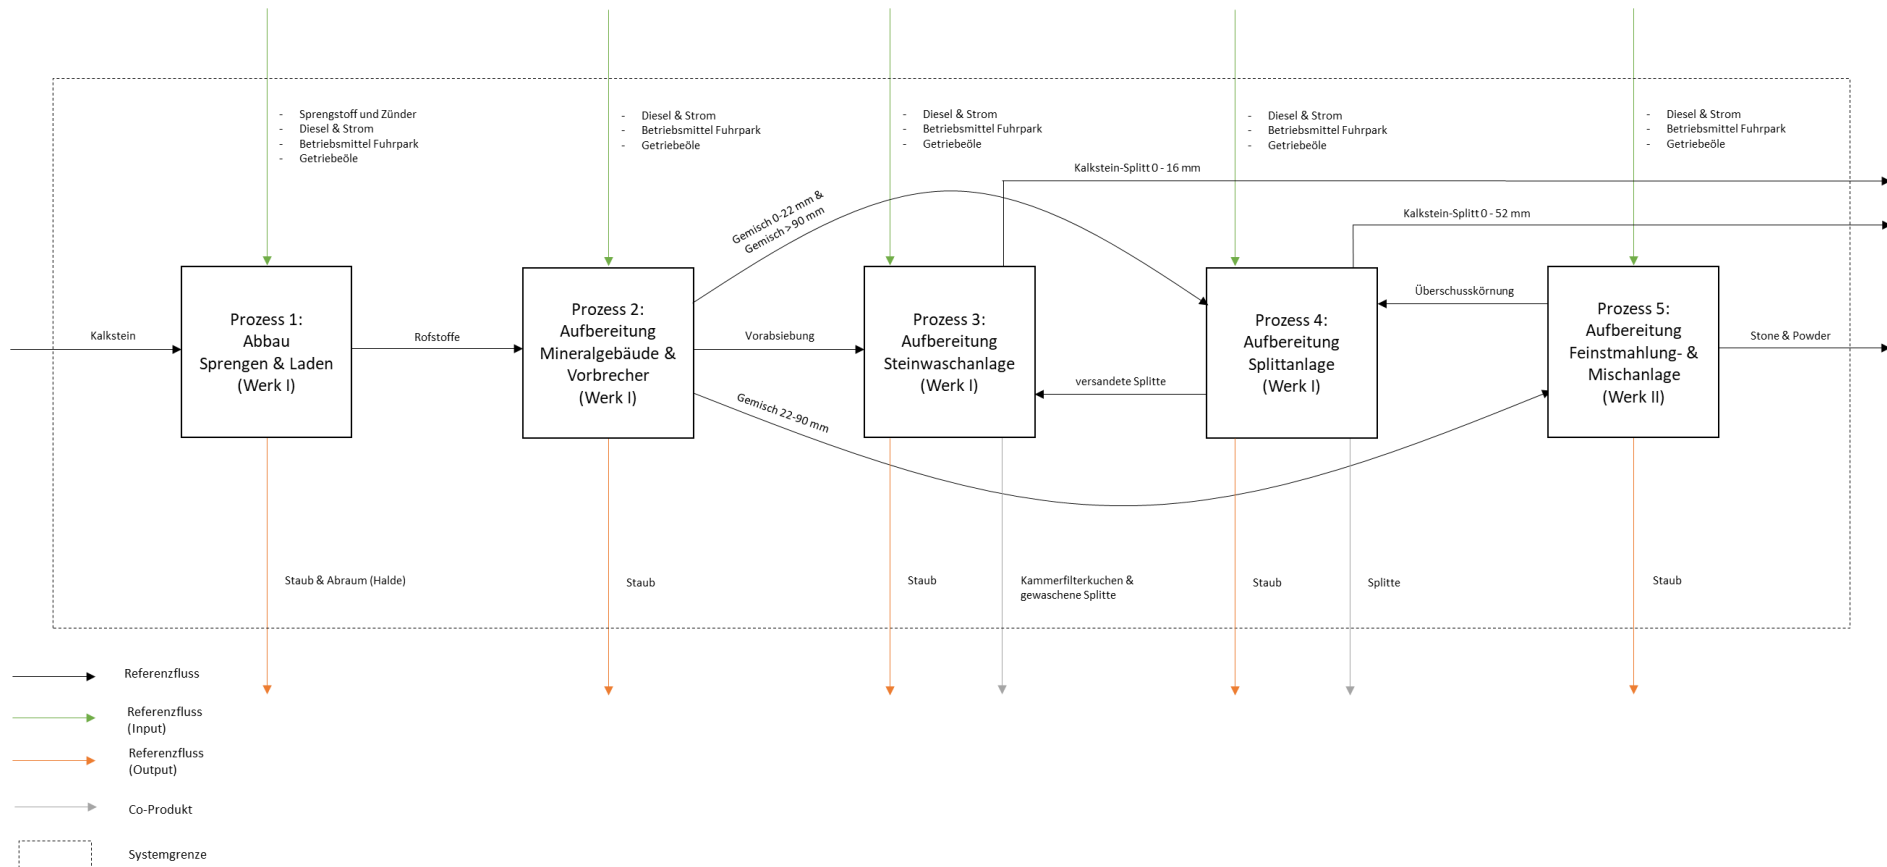 - Sprengstoff und Zünder
- Diesel & Strom
- Betriebsmittel Fuhrpark
- Getriebeöle
- Diesel & Strom
- Betriebsmittel Fuhrpark
- Getriebeöle
- Diesel & Strom
- Betriebsmittel Fuhrpark
- Getriebeöle
- Diesel & Strom
- Betriebsmittel Fuhrpark
- Getriebeöle
- Diesel & Strom
- Betriebsmittel Fuhrpark
- Getriebeöle
Kalkstein-Splitt 0 - 16 mm
Kalkstein-Splitt 0 - 52 mm
Gemisch 0-22 mm &
Gemisch > 90 mm
Kalkstein
Prozess 1:
Abbau
Sprengen & Laden
(Werk I)
Rofstoffe
Prozess 2:
Aufbereitung
Mineralgebäude &
Vorbrecher
(Werk I)
Vorabsiebung
Gemisch 22-90 mm
Prozess 3:
Aufbereitung
Steinwaschanlage
(Werk I)
versandete Splitte
Prozess 4:
Aufbereitung
Splittanlage
(Werk I)
Überschusskörnung
Prozess 5:
Aufbereitung
Feinstmahlung- &
Mischanlage
(Werk II)
Stone & Powder
Staub & Abraum (Halde)
Staub
Staub
Kammerfilterkuchen &
gewaschene Splitte
Staub
Splitte
Staub
Referenzfluss
Referenzfluss
(Input)
Referenzfluss
(Output)
Co-Produkt
Systemgrenze